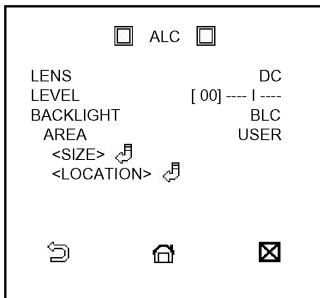 ALC
LENS DC
LEVEL [ 00] ---- I ----
BACKLIGHT BLC
AREA USER
<SIZE>
<LOCATION>